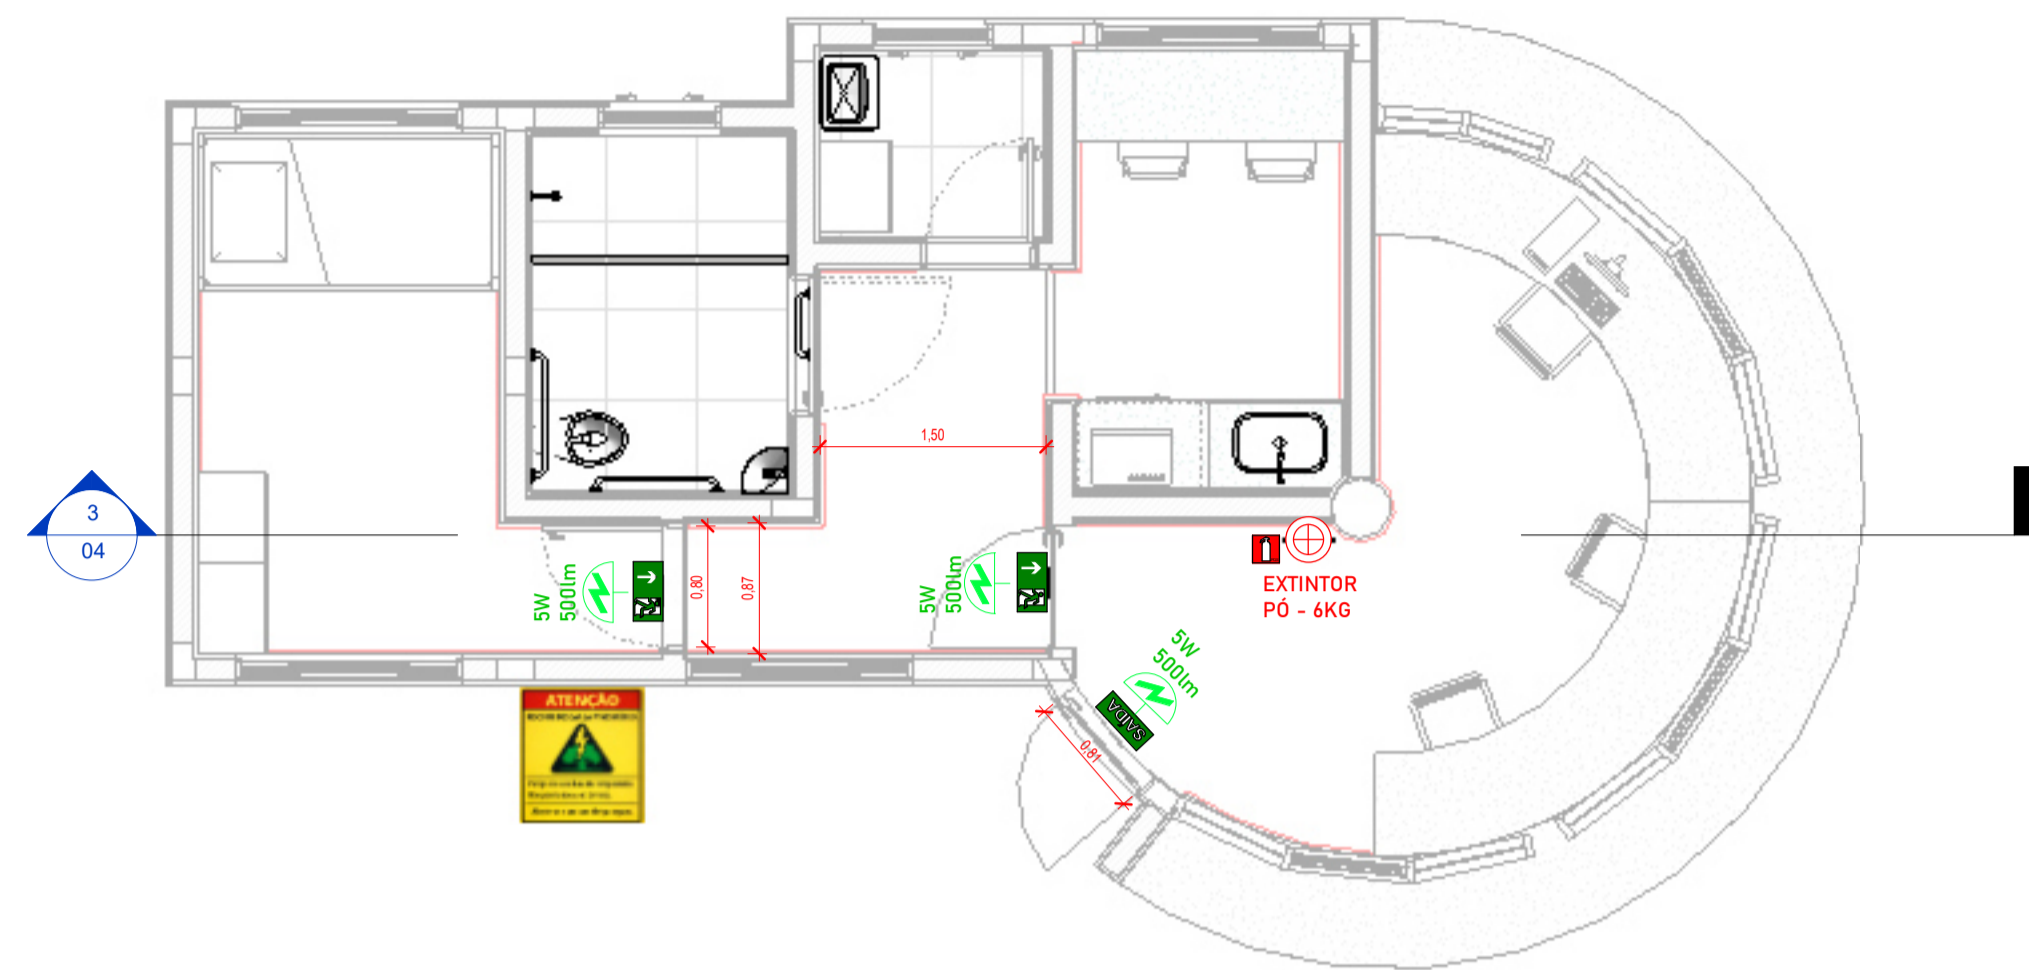 1,50
3
04
5W
500lm
0,80
0,87
5W
500lm
EXTINTOR
PÓ - 6KG
5W
500lm
SAÍDA
0,81
ATENÇÃO